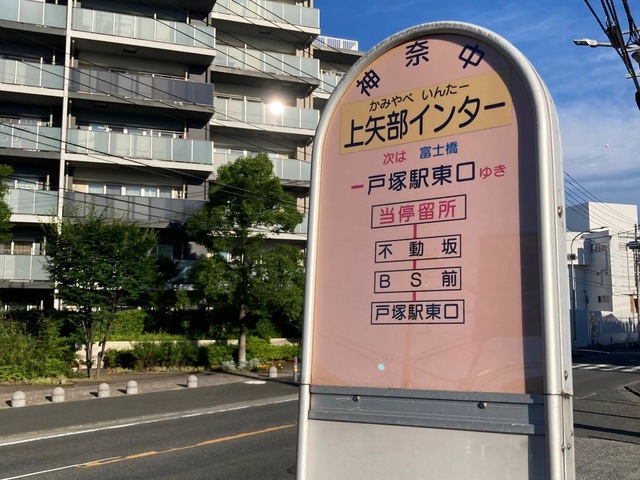 神奈中
かみやべ いんたー
上矢部インター
次は 富士橋
戸塚駅東口ゆき
当停留所
不動坂
BS前
戸塚駅東口